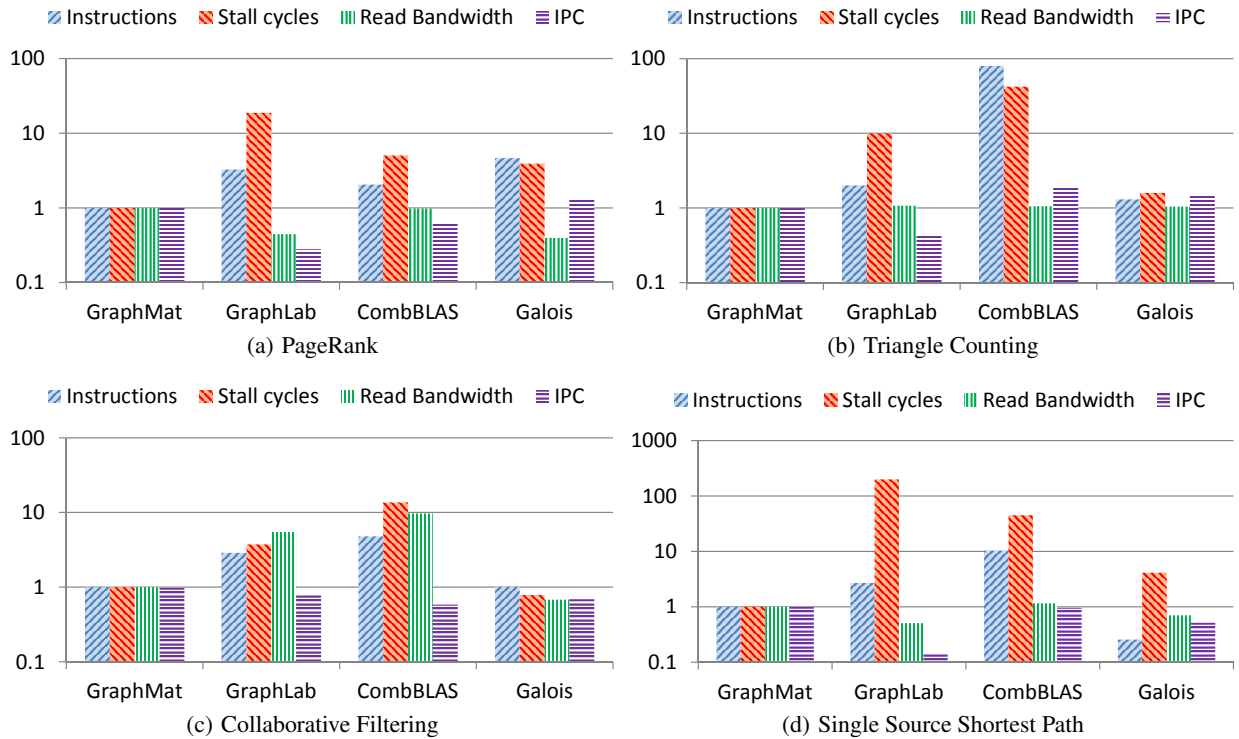 Instructions Stall cycles Read Bandwidth IPC
100
10
1
0.1
GraphMat GraphLab CombBLAS Galois
(a) PageRank
Instructions Stall cycles Read Bandwidth IPC
100
10
1
0.1
GraphMat GraphLab CombBLAS Galois
(b) Triangle Counting
Instructions Stall cycles Read Bandwidth IPC
100
10
1
0.1
GraphMat GraphLab CombBLAS Galois
(c) Collaborative Filtering
Instructions Stall cycles Read Bandwidth IPC
1000
100
10
1
0.1
GraphMat GraphLab CombBLAS Galois
(d) Single Source Shortest Path